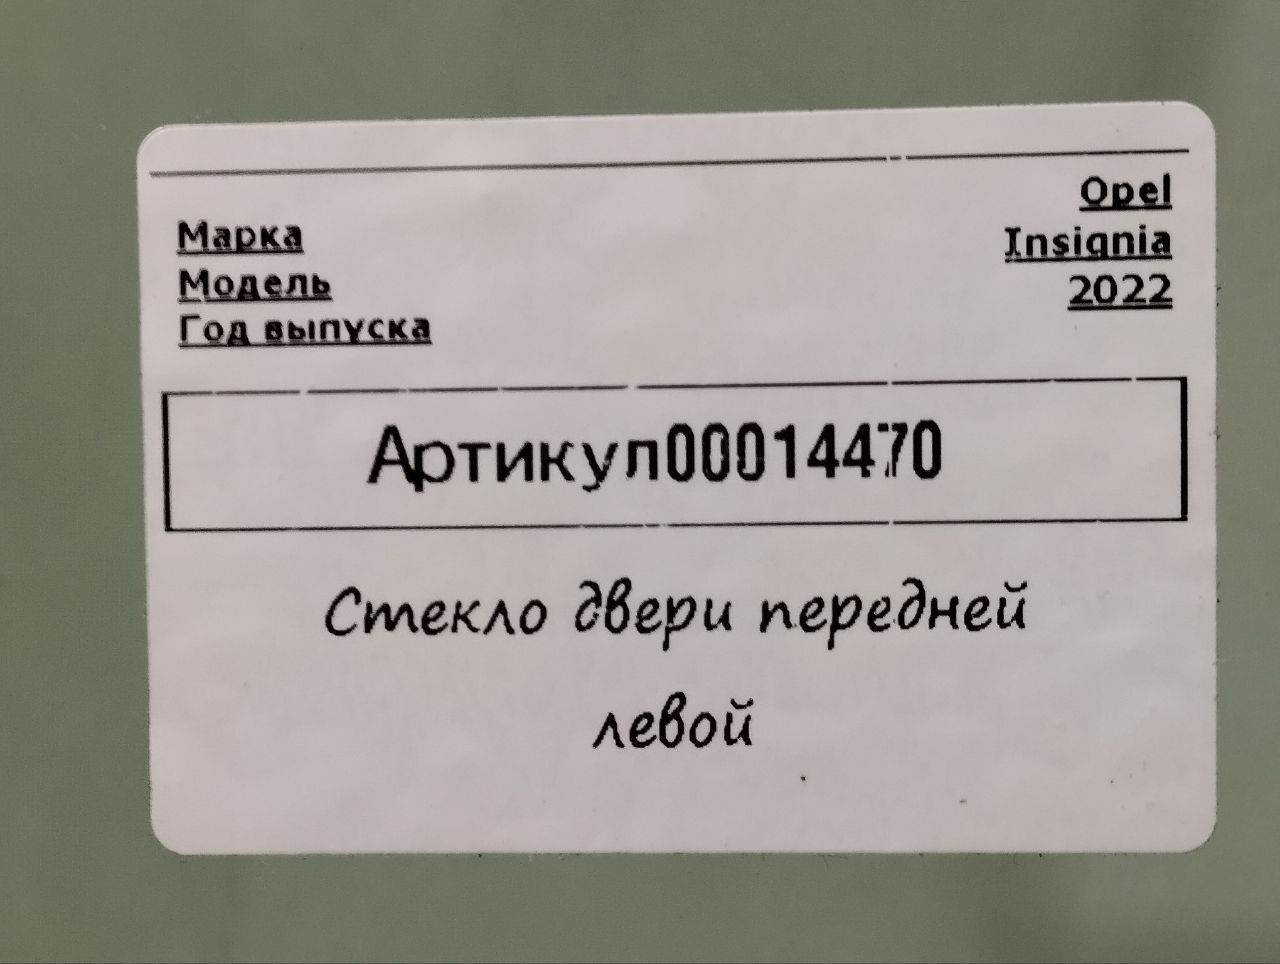 Марка Opel
Модель Insignia
Год выпуска 2022
Артикул00014470
Стекло двери передней
левой